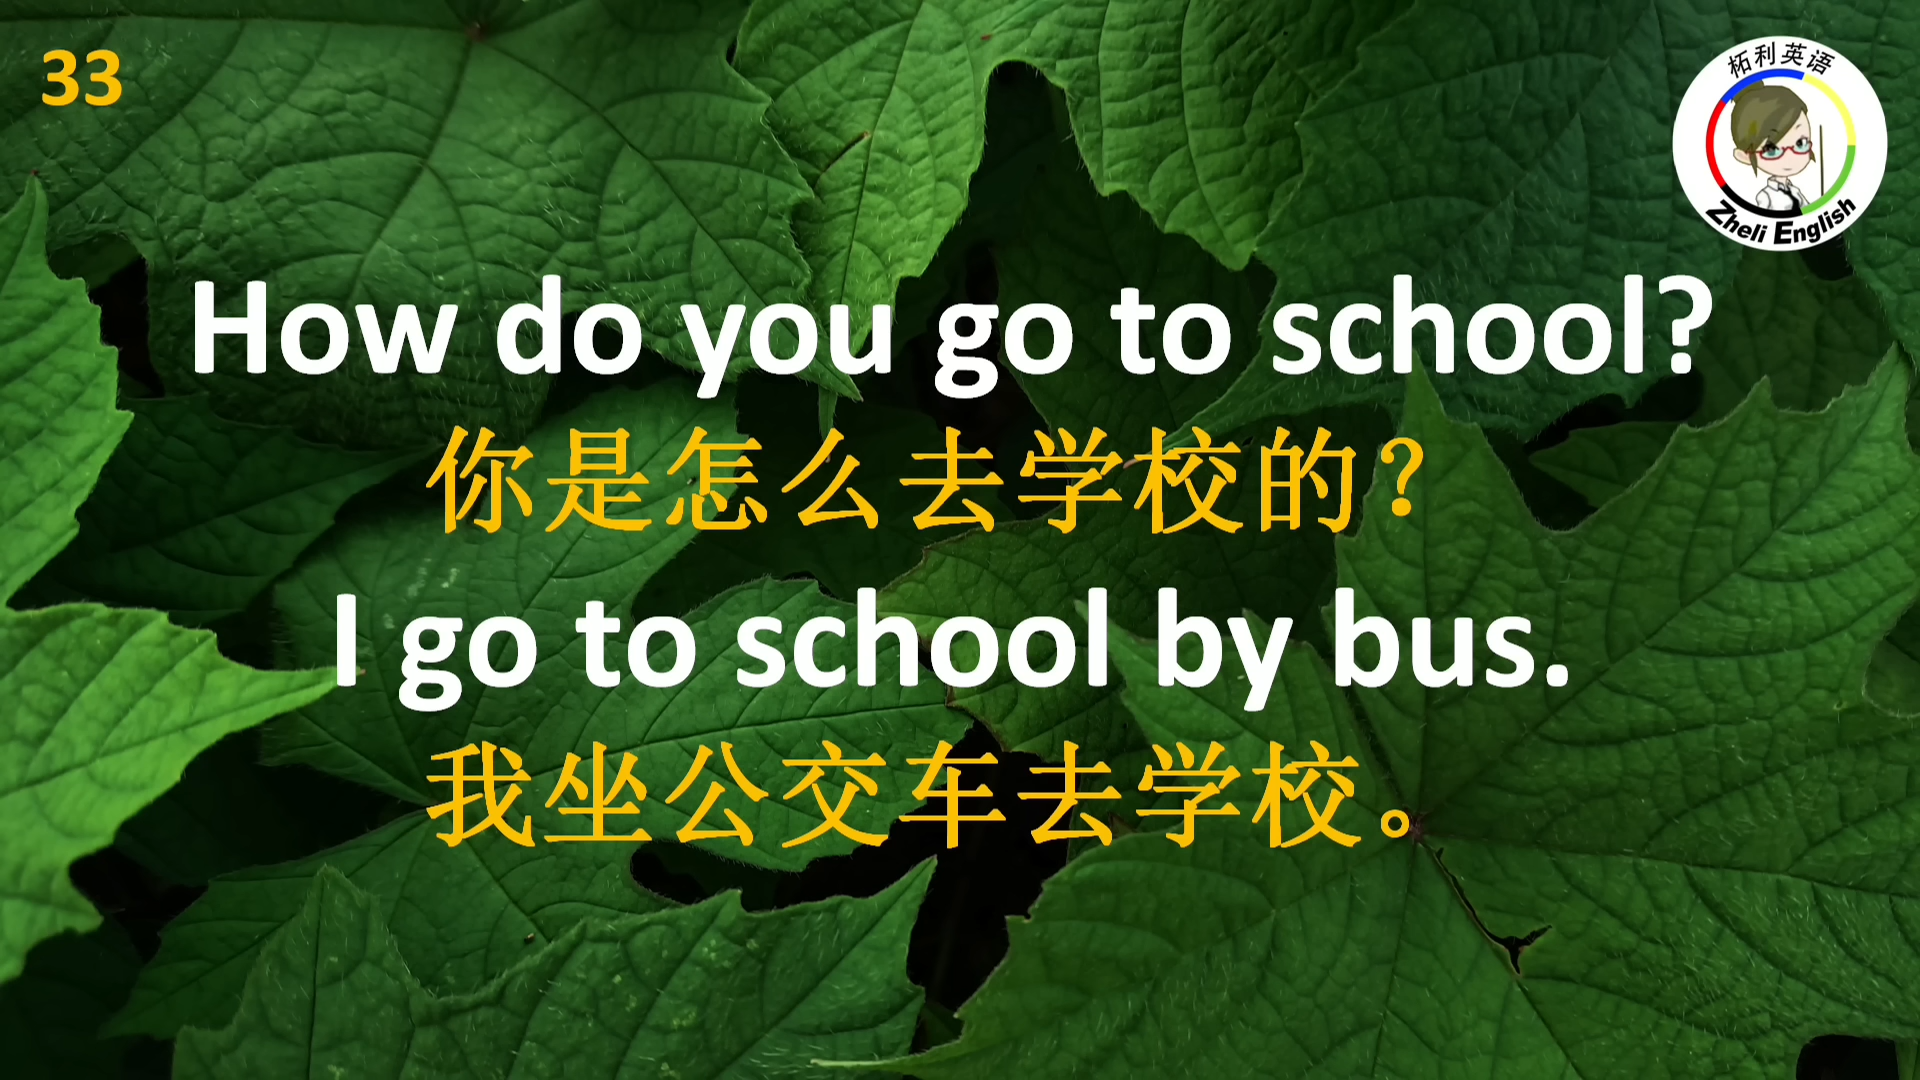 33
柘利英语
Zheli English
How do you go to school?
你是怎么去学校的？
I go to school by bus.
我坐公交车去学校。